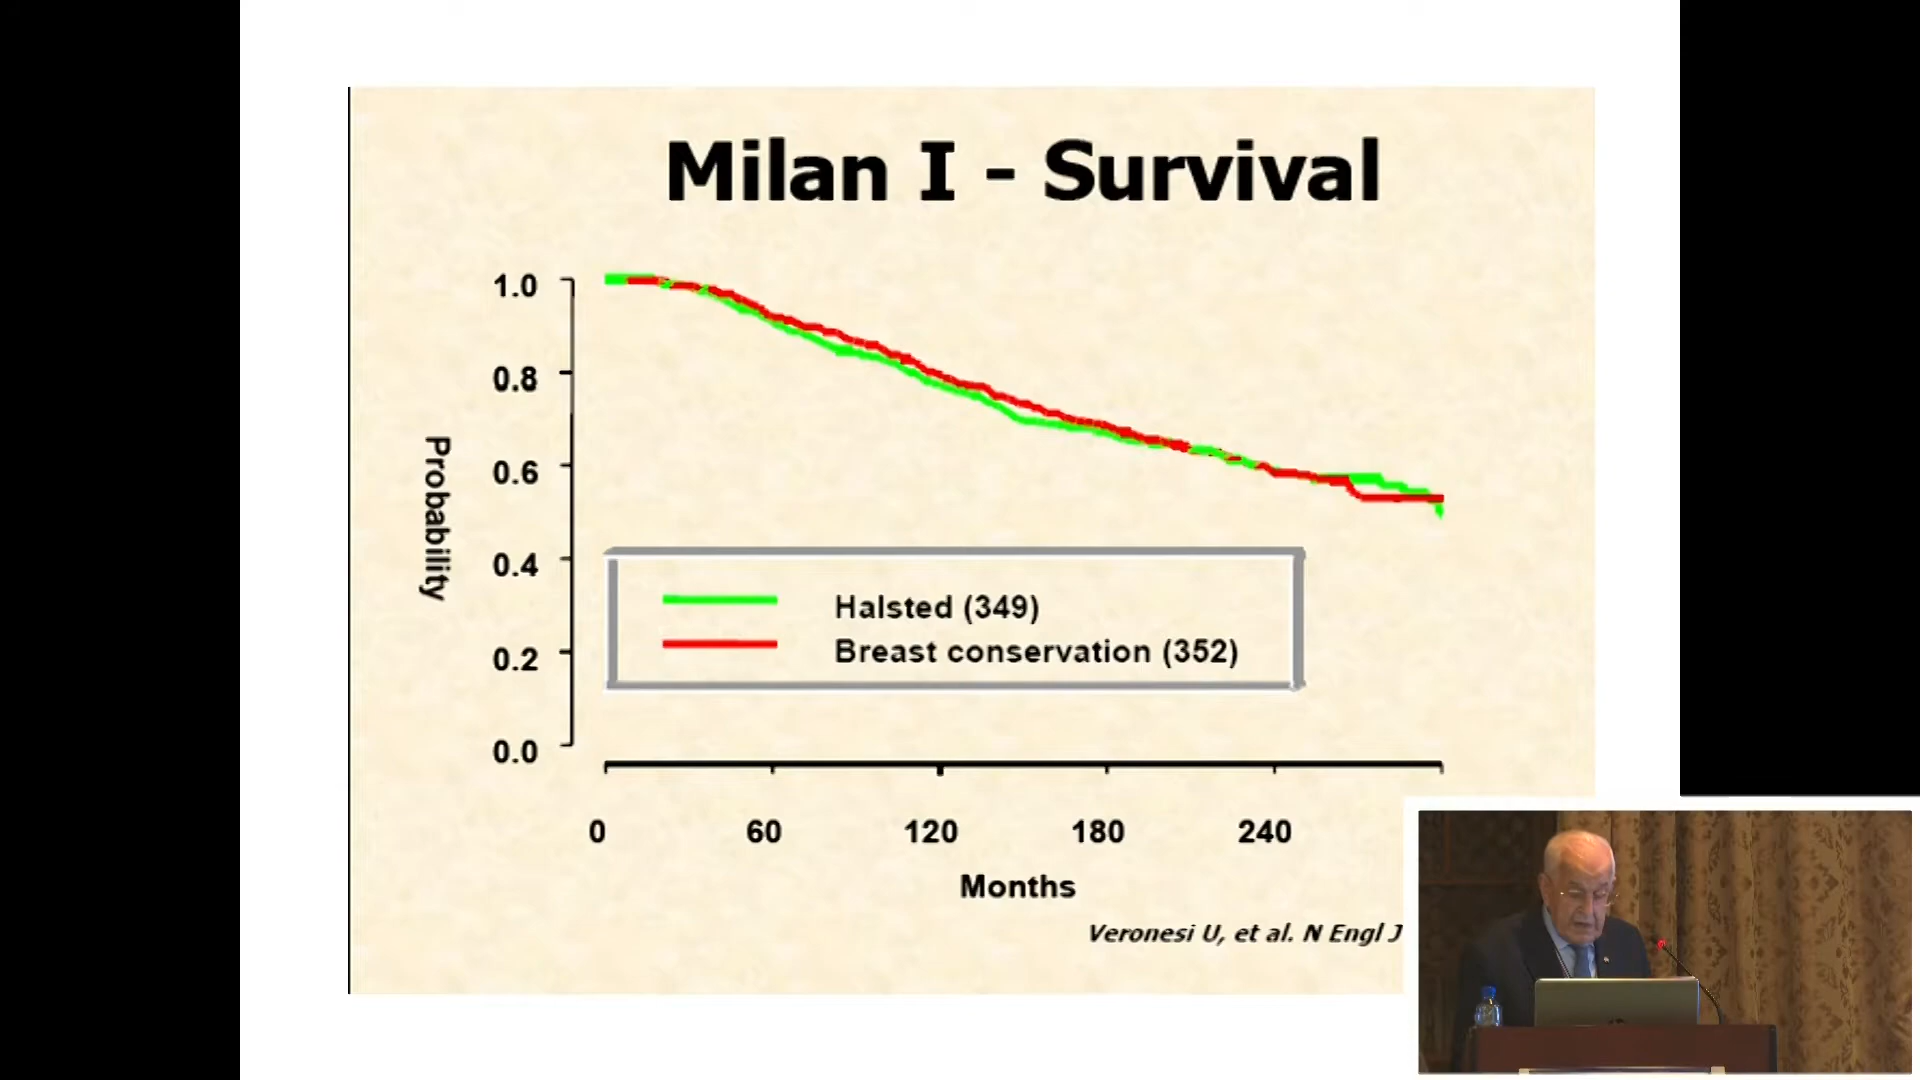 Milan I - Survival
1.0
0.8
0.6
0.4
0.2
0.0
Probability
Halsted (349)
Breast conservation (352)
0 60 120 180 240
Months
Veronesi U, et al. N Engl J